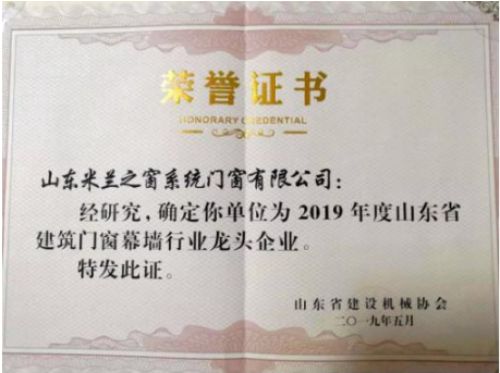 荣誉证书
HONORARY CREDENTIAL
山东米兰之窗系统门窗有限公司：
经研究，确定你单位为2019年度山东省
建筑门窗幕墙行业龙头企业。
特发此证。
山东省建设机械协会
二〇一九年五月